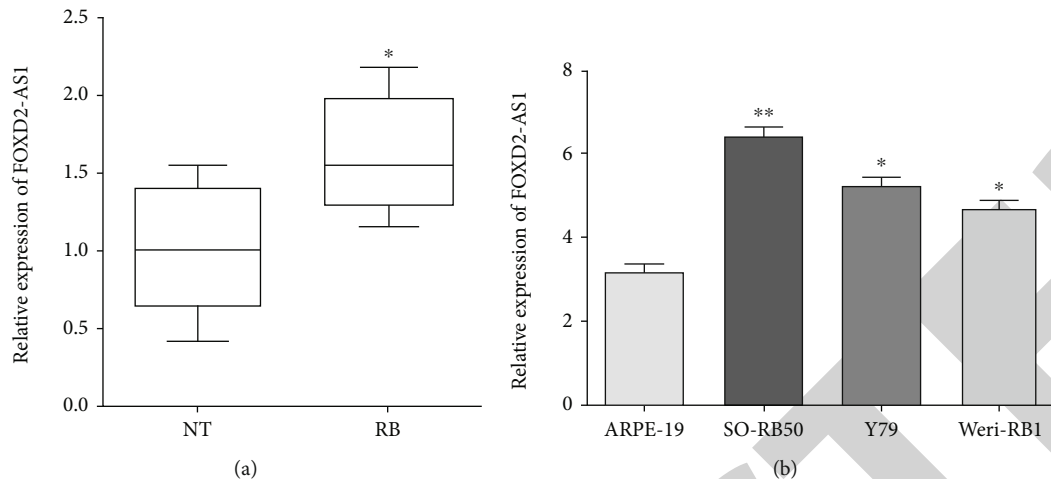 Relative expression of FOXD2-AS1
2.5
2.0
1.5
1.0
0.5
0.0
*
NT
RB
(a)
Relative expression of FOXD2-AS1
8
6
4
2
0
**
*
*
ARPE-19
SO-RB50
Y79
Weri-RB1
(b)